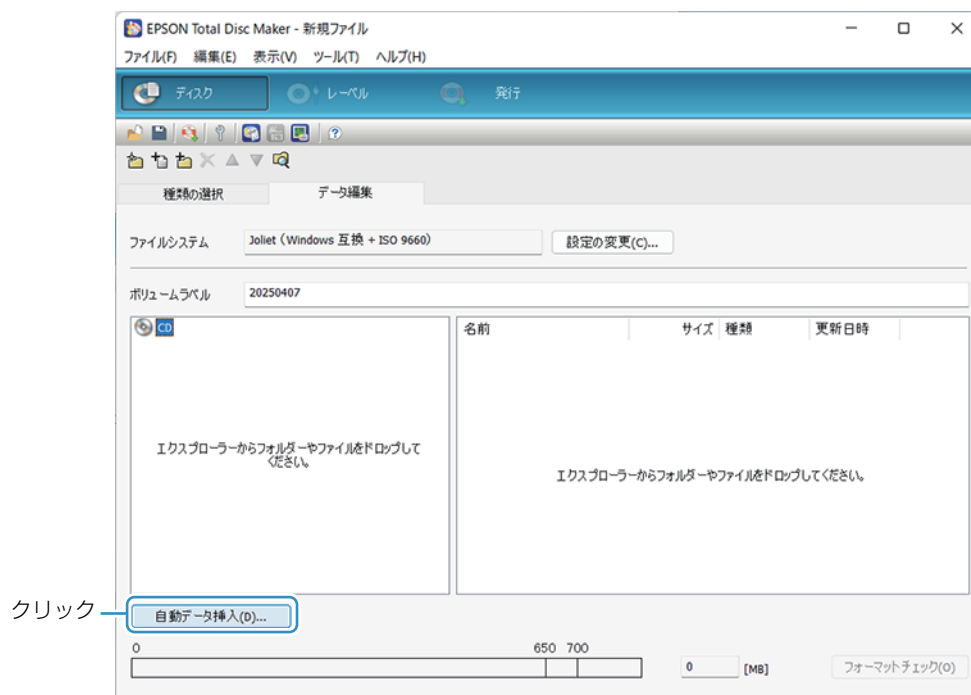 EPSON Total Disc Maker - 新規ファイル
ファイル(F) 編集(E) 表示(V) ツール(T) ヘルプ(H)
ディスク レーベル 発行
種類の選択 データ編集
ファイルシステム Joliet (Windows 互換 + ISO 9660) 設定の変更(C)...
ボリュームラベル 20250407
CD 名前 サイズ 種類 更新日時
エクスプローラーからフォルダーやファイルをドロップして
ください。
エクスプローラーからフォルダーやファイルをドロップしてください。
クリック 自動データ挿入(D)...
0 650 700
0 [MB] フォーマットチェック(O)